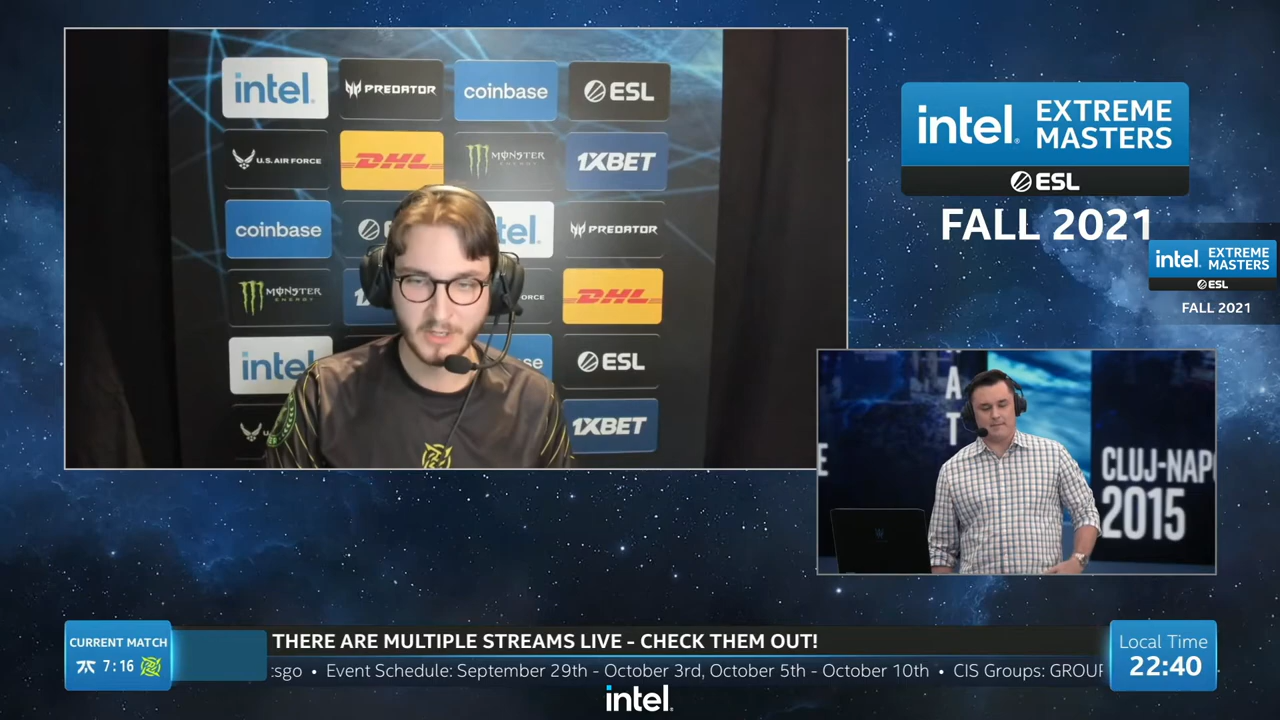 intel.
PREDATOR
coinbase
ESL
U.S. AIR FORCE
DHL
MONSTER
1XBET
coinbase
intel.
PREDATOR
MONSTER
ENERGY
DHL
intel
ESL
1XBET
intel. EXTREME
MASTERS
ESL
FALL 2021
intel. EXTREME
MASTERS
ESL
FALL 2021
CLUJ-NAP
2015
CURRENT MATCH
7:16
THERE ARE MULTIPLE STREAMS LIVE - CHECK THEM OUT!
:sgo • Event Schedule: September 29th - October 3rd, October 5th - October 10th • CIS Groups: GROUP
Local Time
22:40
intel.